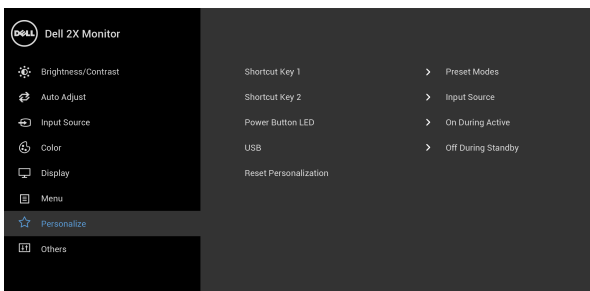 DELL Dell 2X Monitor
Brightness/Contrast
Auto Adjust
Input Source
Color
Display
Menu
Personalize
Others
Shortcut Key 1 > Preset Modes
Shortcut Key 2 > Input Source
Power Button LED > On During Active
USB > Off During Standby
Reset Personalization